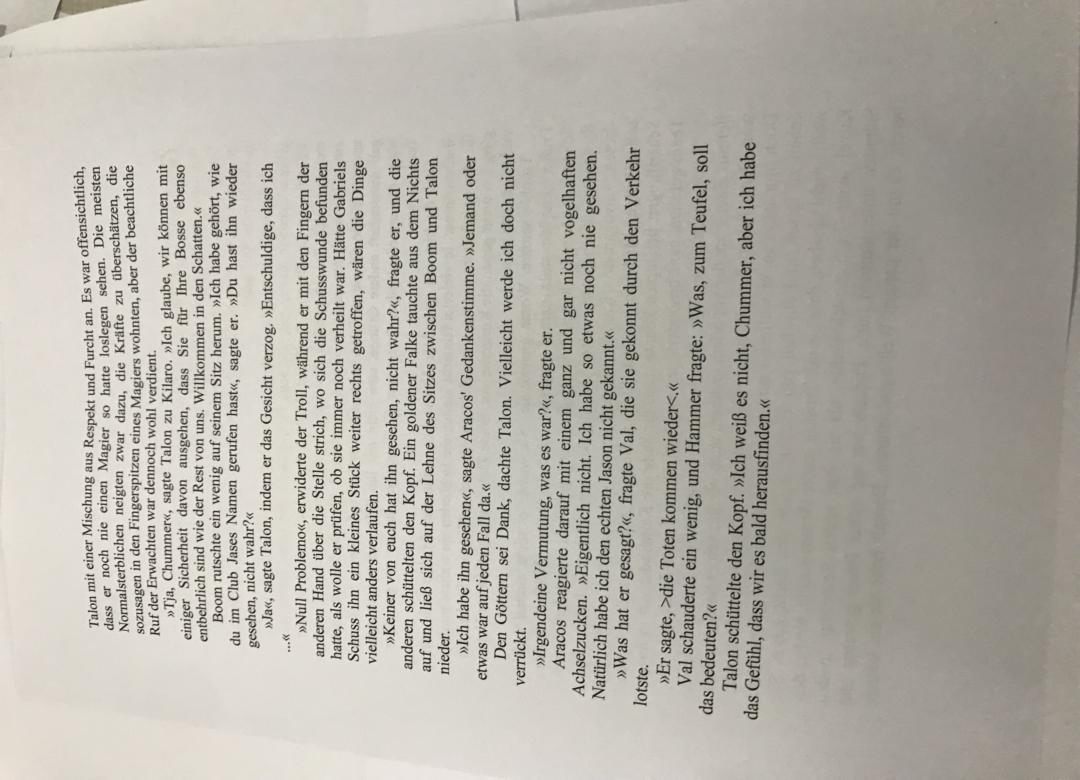 Talon mit einer Mischung aus Respekt und Furcht an. Es war offensichtlich,
dass er noch nie einen Magier so hatte loslegen sehen. Die meisten
Normalsterblichen neigten zwar dazu, die Kräfte zu überschätzen, die
sozusagen in den Fingerspitzen eines Magiers wohnten, aber der beachtliche
Ruf der Erwachten war dennoch wohl verdient.
»Tja, Chummer«, sagte Talon zu Kilaro. »Ich glaube, wir können mit
einiger Sicherheit davon ausgehen, dass Sie für Ihre Bosse ebenso
entbehrlich sind wie der Rest von uns. Willkommen in den Schatten.«
Boom rutschte ein wenig auf seinem Sitz herum. »Ich habe gehört, wie
du im Club Jases Namen gerufen hast«, sagte er. »Du hast ihn wieder
gesehen, nicht wahr?«
»Ja«, sagte Talon, indem er das Gesicht verzog. »Entschuldige, dass ich
...«
»Null Problemo«, erwiderte der Troll, während er mit den Fingern der
anderen Hand über die Stelle strich, wo sich die Schusswunde befunden
hatte, als wolle er prüfen, ob sie immer noch verheilt war. Hätte Gabriels
Schuss ihn ein kleines Stück weiter rechts getroffen, wären die Dinge
vielleicht anders verlaufen.
»Keiner von euch hat ihn gesehen, nicht wahr?«, fragte er, und die
anderen schüttelten den Kopf. Ein goldener Falke tauchte aus dem Nichts
auf und ließ sich auf der Lehne des Sitzes zwischen Boom und Talon
nieder.
»Ich habe ihn gesehen«, sagte Aracos' Gedankenstimme. »Jemand oder
etwas war auf jeden Fall da.«
Den Göttern sei Dank, dachte Talon. Vielleicht werde ich doch nicht
verrückt.
»Irgendeine Vermutung, was es war?«, fragte er.
Aracos reagierte darauf mit einem ganz und gar nicht vogelhaften
Achselzucken. »Eigentlich nicht. Ich habe so etwas noch nie gesehen.
Natürlich habe ich den echten Jason nicht gekannt.«
»Was hat er gesagt?«, fragte Val, die sie gekonnt durch den Verkehr
lotste.
»Er sagte, >die Toten kommen wieder<.«
Val schauderte ein wenig, und Hammer fragte: »Was, zum Teufel, soll
das bedeuten?«
Talon schüttelte den Kopf. »Ich weiß es nicht, Chummer, aber ich habe
das Gefühl, dass wir es bald herausfinden.«